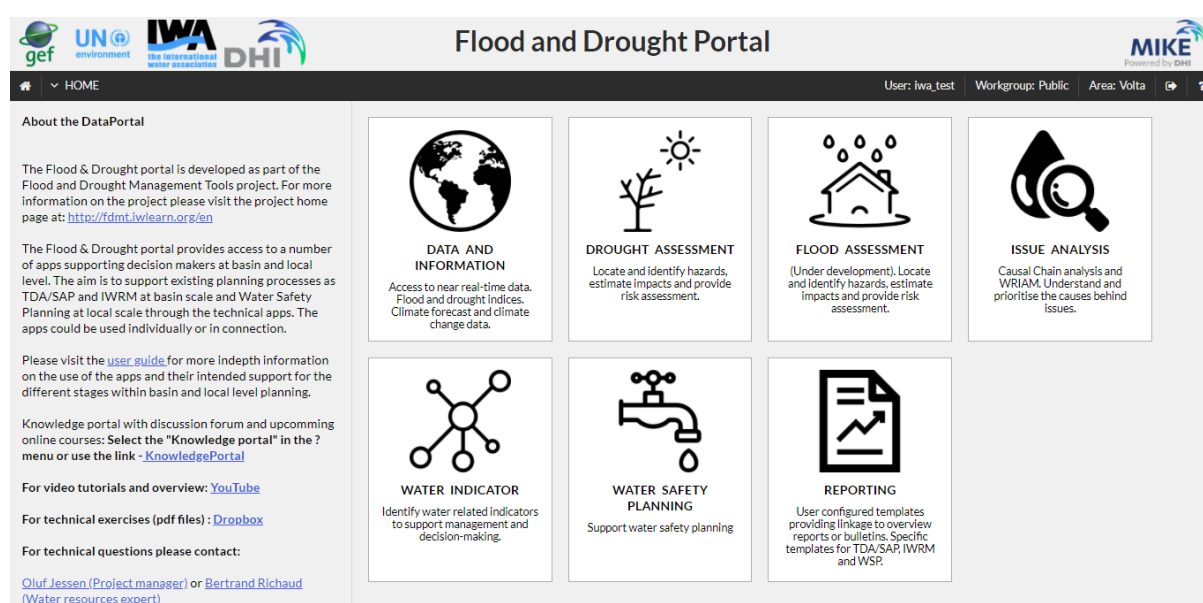 gef
UN
environment
IWA
the international
water association
DHI
Flood and Drought Portal
MIKE
Powered by DHI
HOME
User: iwa_test
Workgroup: Public
Area: Volta
?
About the DataPortal
The Flood & Drought portal is developed as part of the
Flood and Drought Management Tools project. For more
information on the project please visit the project home
page at: http://fdmt.iwlearn.org/en
The Flood & Drought portal provides access to a number
of apps supporting decision makers at basin and local
level. The aim is to support existing planning processes as
TDA/SAP and IWRM at basin scale and Water Safety
Planning at local scale through the technical apps. The
apps could be used individually or in connection.
Please visit the user guide for more indepth information
on the use of the apps and their intended support for the
different stages within basin and local level planning.
Knowledge portal with discussion forum and upcomming
online courses: Select the "Knowledge portal" in the ?
menu or use the link - KnowledgePortal
For video tutorials and overview: YouTube
For technical exercises (pdf files) : Dropbox
For technical questions please contact:
Oluf Jessen (Project manager) or Bertrand Richaud
(Water resources expert)
DATA AND
INFORMATION
Access to near real-time data.
Flood and drought indices.
Climate forecast and climate
change data.
DROUGHT ASSESSMENT
Locate and identify hazards,
estimate impacts and provide
risk assessment.
FLOOD ASSESSMENT
(Under development). Locate
and identify hazards, estimate
impacts and provide risk
assessment.
ISSUE ANALYSIS
Causal Chain analysis and
WRIAM. Understand and
prioritise the causes behind
issues.
WATER INDICATOR
Identify water related indicators
to support management and
decision-making.
WATER SAFETY
PLANNING
Support water safety planning
REPORTING
User configured templates
providing linkage to overview
reports or bulletins. Specific
templates for TDA/SAP, IWRM
and WSP.